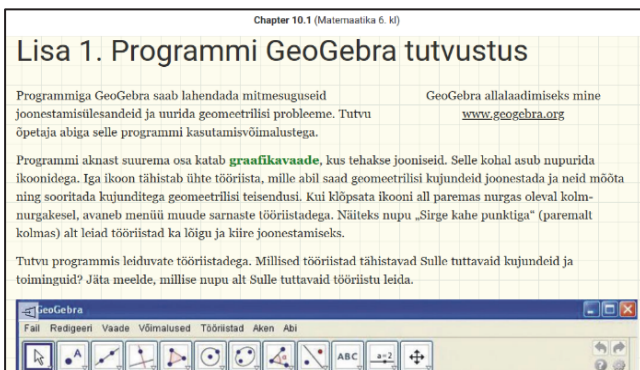 Chapter 10.1 (Matemaatika 6. kl)
Lisa 1. Programmi GeoGebra tutvustus
Programmiga GeoGebra saab lahendada mitmesuguseid
joonestamisülesandeid ja uurida geomeetrilisi probleeme. Tutvu
õpetaja abiga selle programmi kasutamisvõimalustega.
GeoGebra allalaadimiseks mine
www.geogebra.org
Programmi aknast suurema osa katab graafikavaade, kus tehakse jooniseid. Selle kohal asub nupurida
ikoonidega. Iga ikoon tähistab ühte tööriista, mille abil saad geomeetrilisi kujundeid joonestada ja neid mõõta
ning sooritada kujunditega geomeetrilisi teisendusi. Kui klõpsata ikooni all paremas nurgas oleval kolm-
nurgakesel, avaneb menüü muude sarnaste tööriistadega. Näiteks nupu „Sirge kahe punktiga“ (paremalt
kolmas) alt leiad tööriistad ka lõigu ja kiire joonestamiseks.
Tutvu programmis leiduvate tööriistadega. Millised tööriistad tähistavad Sulle tuttavaid kujundeid ja
toiminguid? Jäta meelde, millise nupu alt Sulle tuttavaid tööriistu leida.
GeoGebra
Fail Redigeeri Vaade Võimalused Tööriistad Aken Abi
A ABC a=2